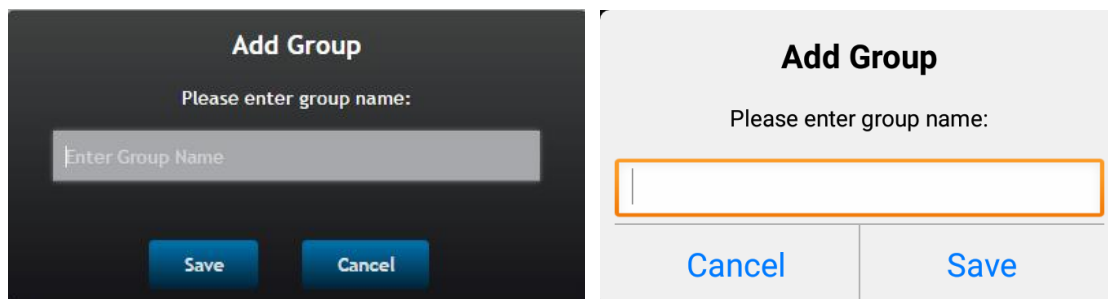 Add Group
Please enter group name:
Enter Group Name
Save Cancel
Add Group
Please enter group name:
Cancel Save